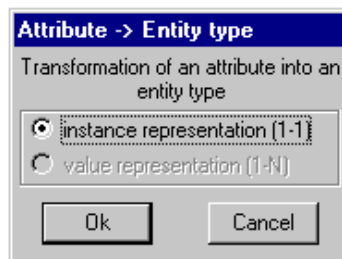 Attribute -> Entity type
Transformation of an attribute into an
entity type
instance representation (1-1)
value representation (1-N)
Ok Cancel